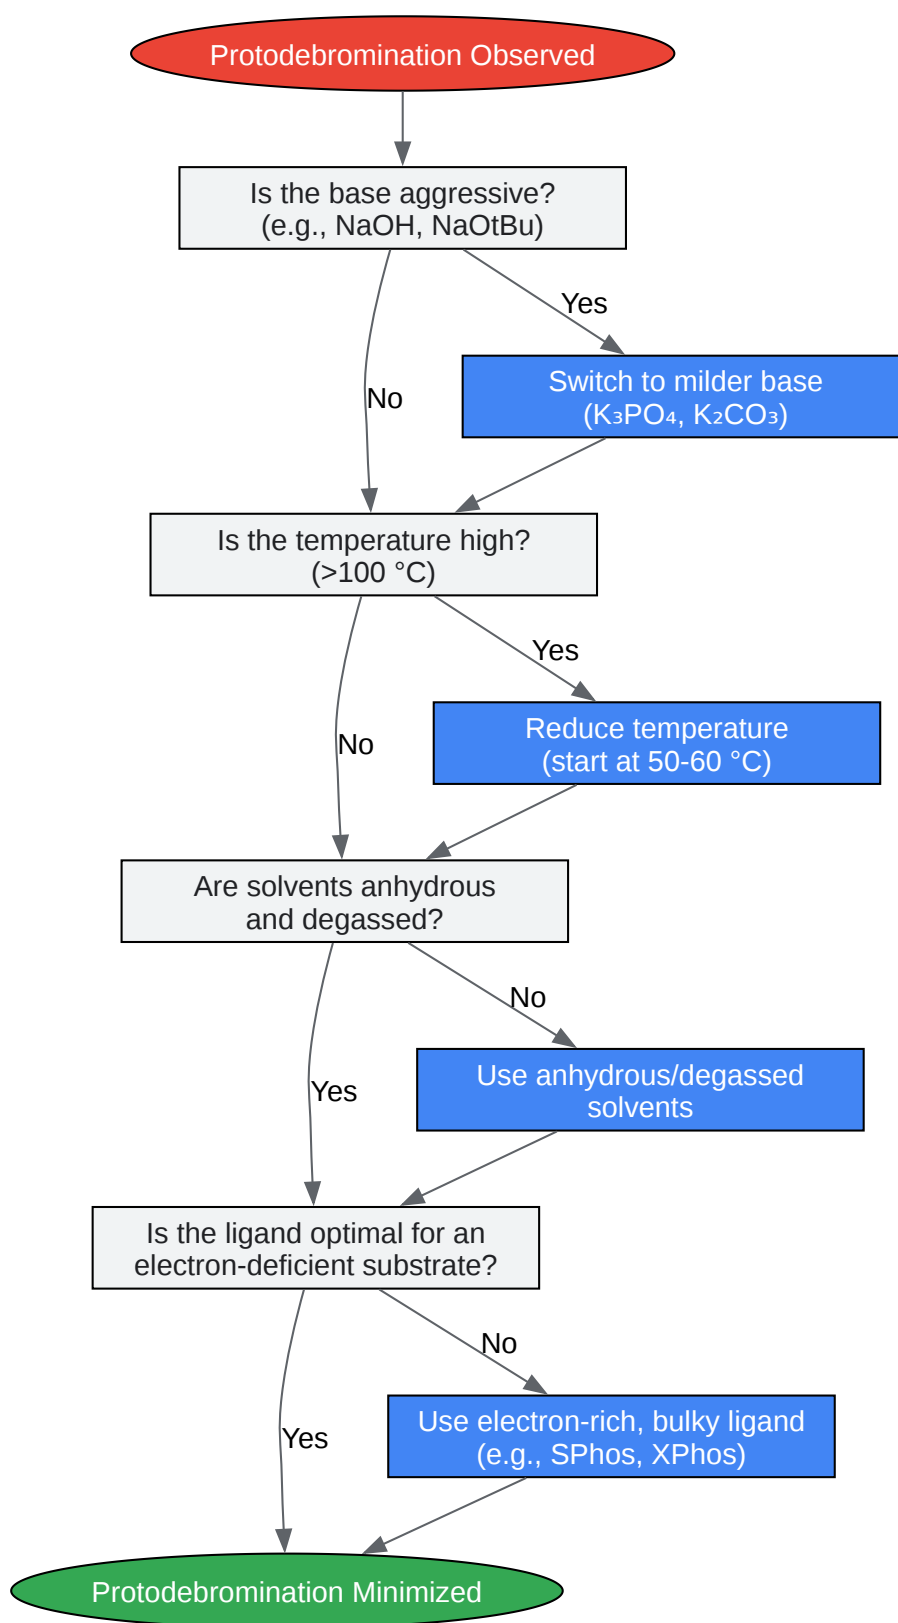 Protodebromination Observed
Is the base aggressive?
(e.g., NaOH, NaOtBu)
Yes
Switch to milder base
(K₃PO₄, K₂CO₃)
No
Is the temperature high?
(>100 °C)
Yes
Reduce temperature
(start at 50-60 °C)
No
Are solvents anhydrous
and degassed?
No
Use anhydrous/degassed
solvents
Yes
Is the ligand optimal for an
electron-deficient substrate?
No
Use electron-rich, bulky ligand
(e.g., SPhos, XPhos)
Yes
Protodebromination Minimized